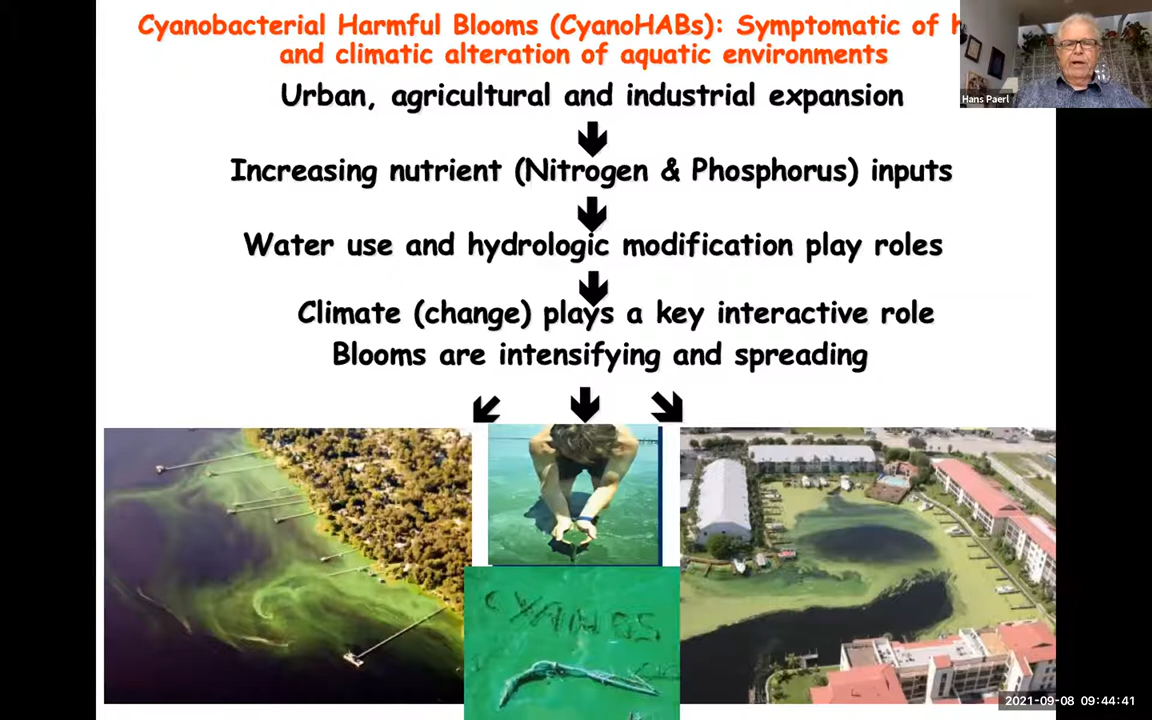 Cyanobacterial Harmful Blooms (CyanoHABs): Symptomatic of
and climatic alteration of aquatic environments
Hans Paerl
Urban, agricultural and industrial expansion
Increasing nutrient (Nitrogen & Phosphorus) inputs
Water use and hydrologic modification play roles
Climate (change) plays a key interactive role
Blooms are intensifying and spreading
2021-09-08 09:44:41